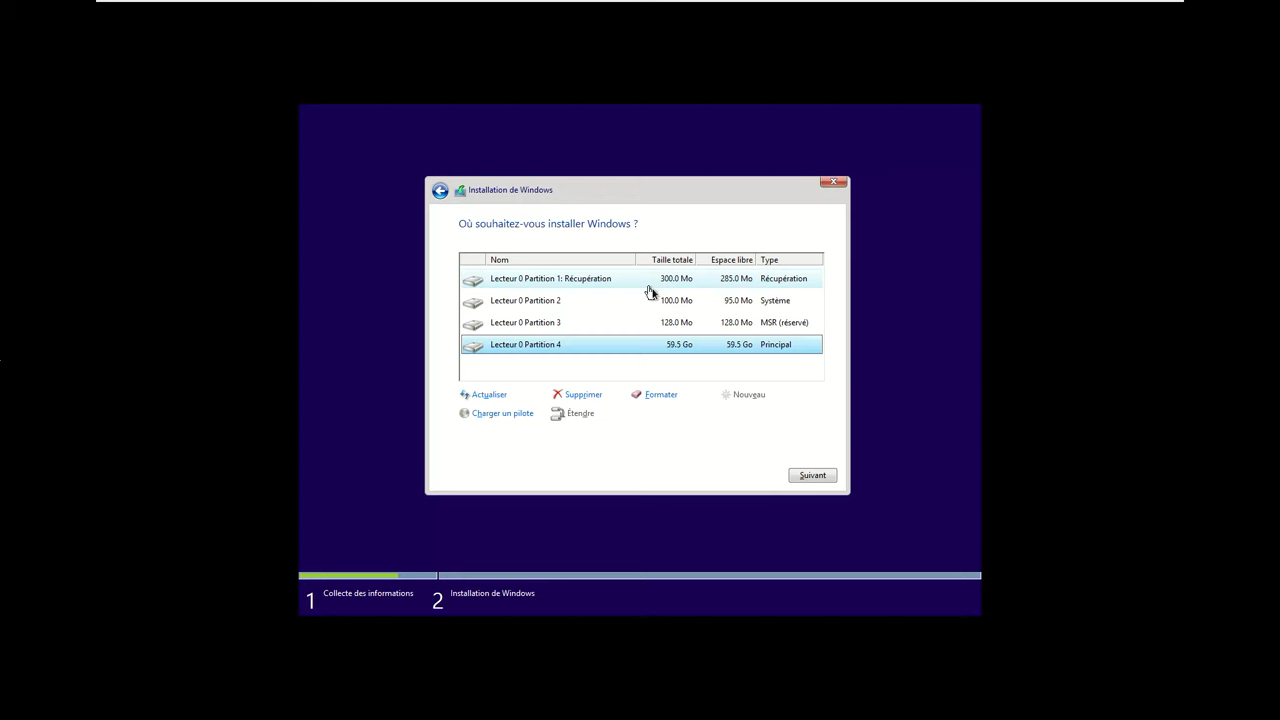 Installation de Windows
Où souhaitez-vous installer Windows ?
Nom Taille totale Espace libre Type
Lecteur 0 Partition 1: Récupération 300.0 Mo 285.0 Mo Récupération
Lecteur 0 Partition 2 100.0 Mo 95.0 Mo Système
Lecteur 0 Partition 3 128.0 Mo 128.0 Mo MSR (réservé)
Lecteur 0 Partition 4 59.5 Go 59.5 Go Principal
Actualiser Supprimer Formater Nouveau
Charger un pilote Étendre
Suivant
1 Collecte des informations 2 Installation de Windows